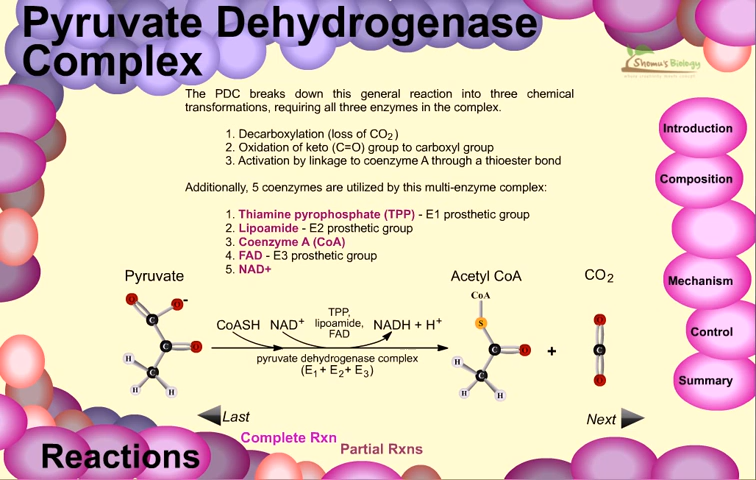 Pyruvate Dehydrogenase
Complex
Shomu's Biology
The PDC breaks down this general reaction into three chemical
transformations, requiring all three enzymes in the complex.
1. Decarboxylation (loss of CO₂)
2. Oxidation of keto (C=O) group to carboxyl group
3. Activation by linkage to coenzyme A through a thioester bond
Additionally, 5 coenzymes are utilized by this multi-enzyme complex:
1. Thiamine pyrophosphate (TPP) - E1 prosthetic group
2. Lipoamide - E2 prosthetic group
3. Coenzyme A (CoA)
4. FAD - E3 prosthetic group
5. NAD+
Introduction
Composition
Mechanism
Control
Summary
Pyruvate
Acetyl CoA
CO₂
O
O⁻
C
C
O
H
C
H
H
CoASH
NAD⁺
TPP,
lipoamide,
FAD
NADH + H⁺
pyruvate dehydrogenase complex
(E₁ + E₂ + E₃)
CoA
S
C
O
H
C
H
H
+
O
C
O
Last
Next
Complete Rxn
Partial Rxns
Reactions